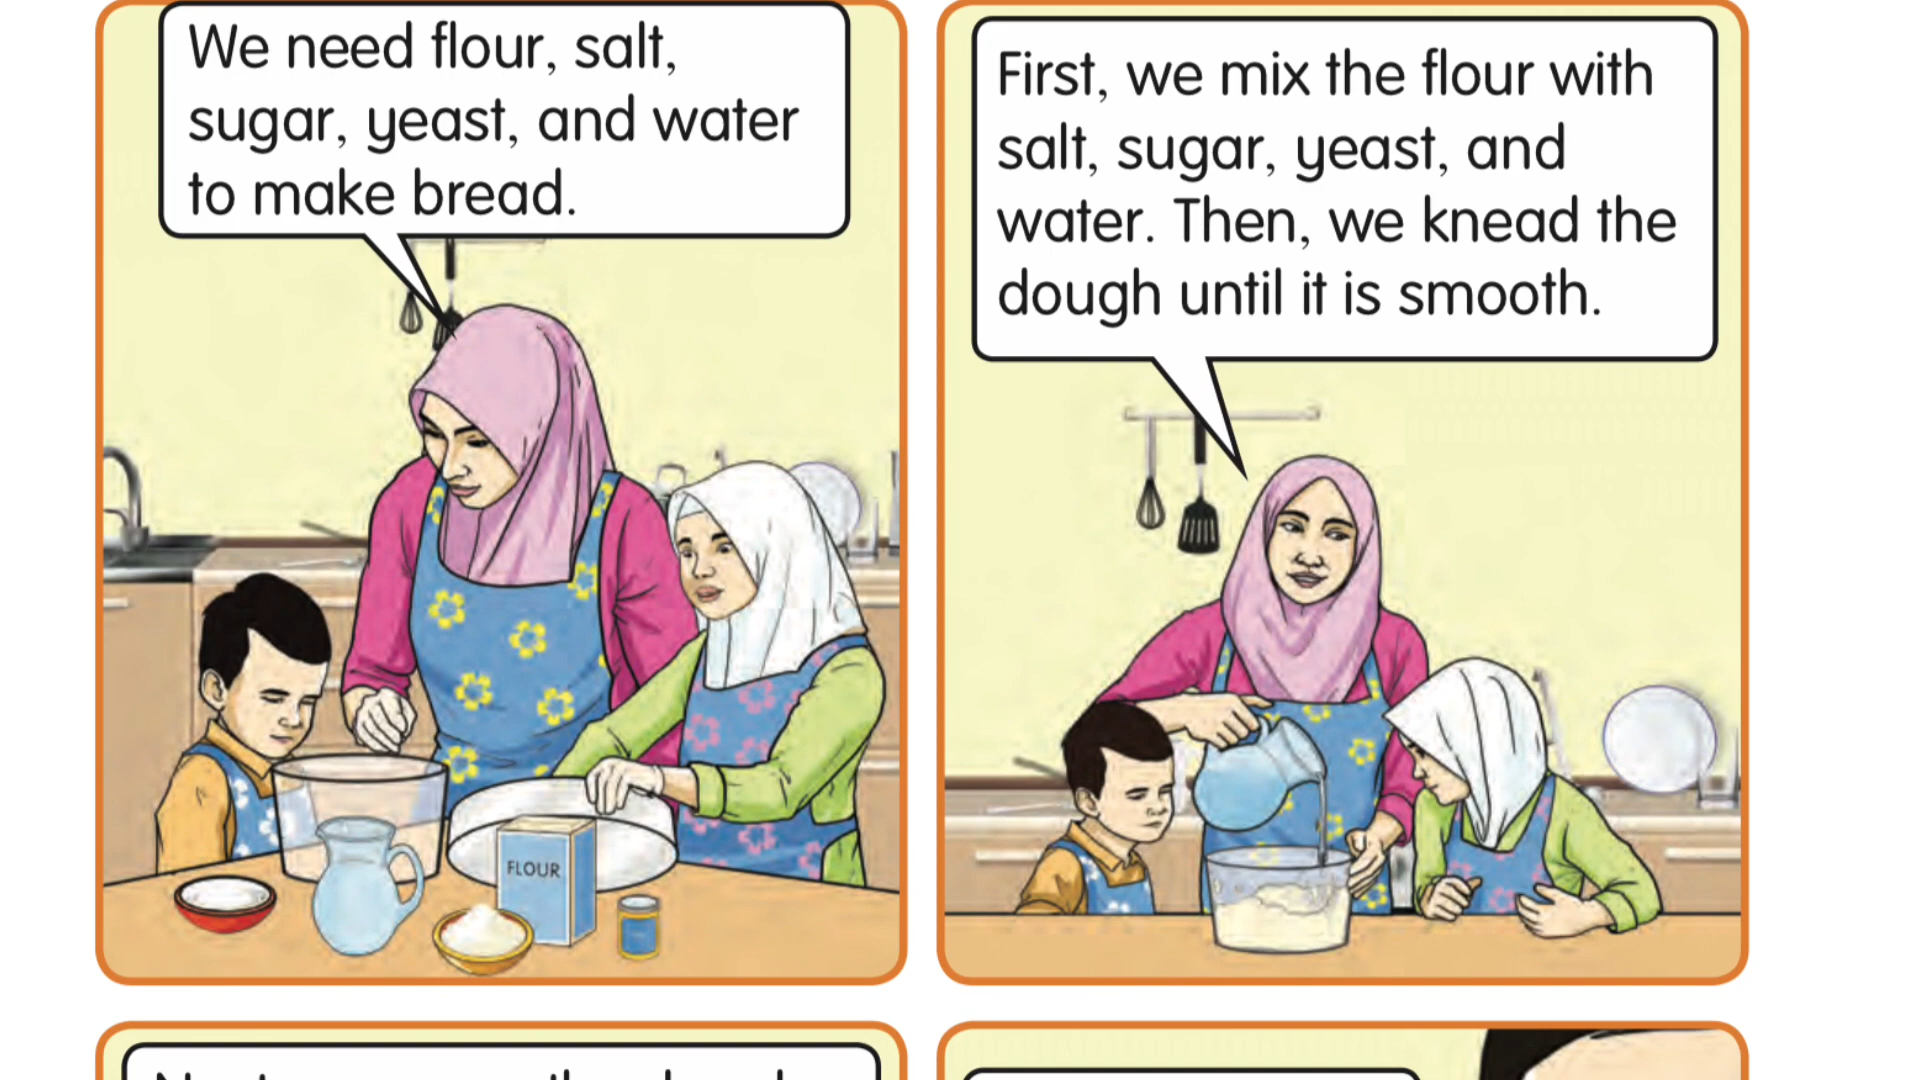 We need flour, salt,
sugar, yeast, and water
to make bread.
FLOUR
First, we mix the flour with
salt, sugar, yeast, and
water. Then, we knead the
dough until it is smooth.